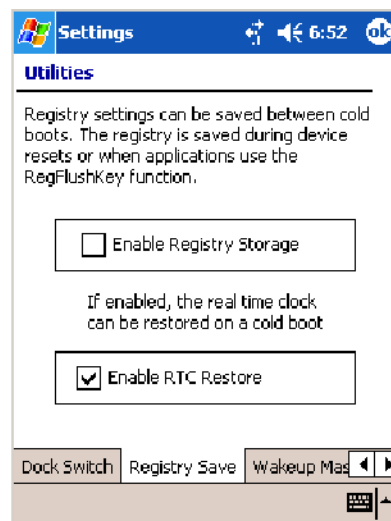 Settings 6:52 ok
Utilities
Registry settings can be saved between cold
boots. The registry is saved during device
resets or when applications use the
RegFlushKey function.
Enable Registry Storage
If enabled, the real time clock
can be restored on a cold boot
Enable RTC Restore
Dock Switch Registry Save Wakeup Mas